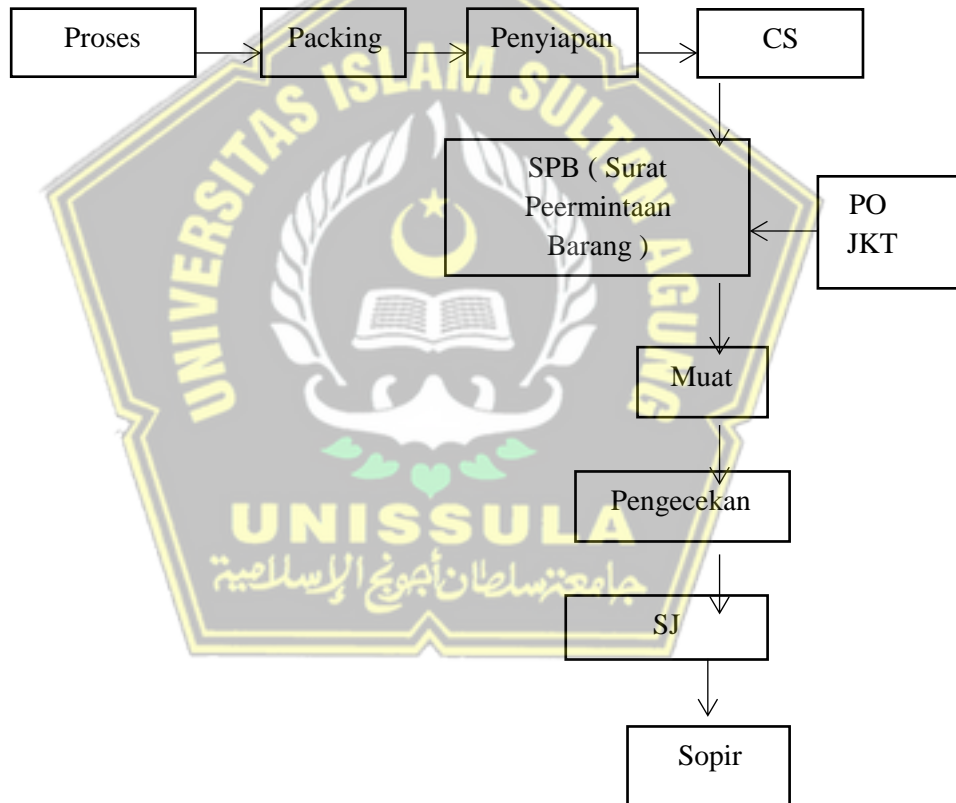 Proses
Packing
Penyiapan
CS
SPB ( Surat
Peermintaan
Barang )
PO
JKT
Muat
Pengecekan
SJ
Sopir
UNIVERSITAS ISLAM SULTAN AGUNG
UNISSULA
جامعة سلطان أجونج الإسلامية